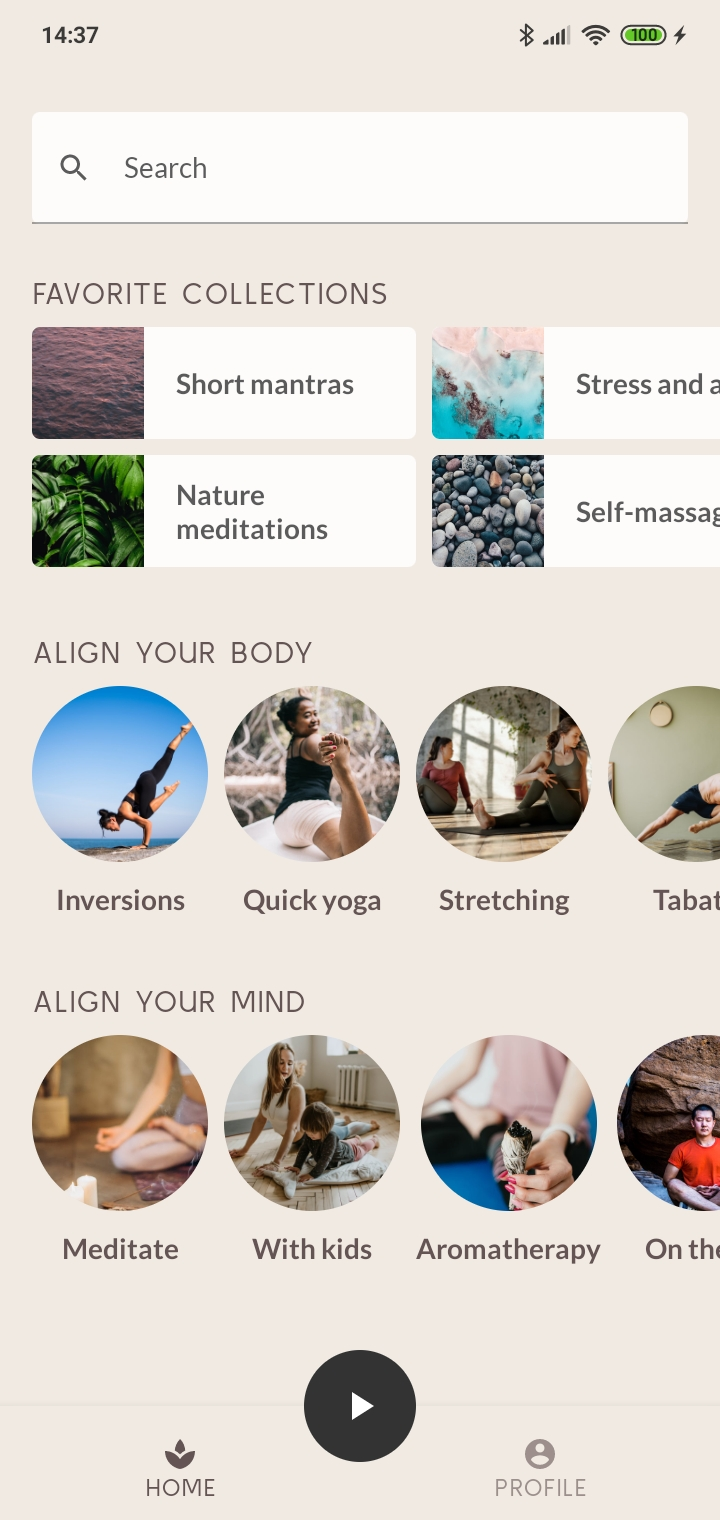 14:37
100
Search
FAVORITE COLLECTIONS
Short mantras
Stress and a
Nature
meditations
Self-massag
ALIGN YOUR BODY
Inversions
Quick yoga
Stretching
Tabat
ALIGN YOUR MIND
Meditate
With kids
Aromatherapy
On the
HOME
PROFILE